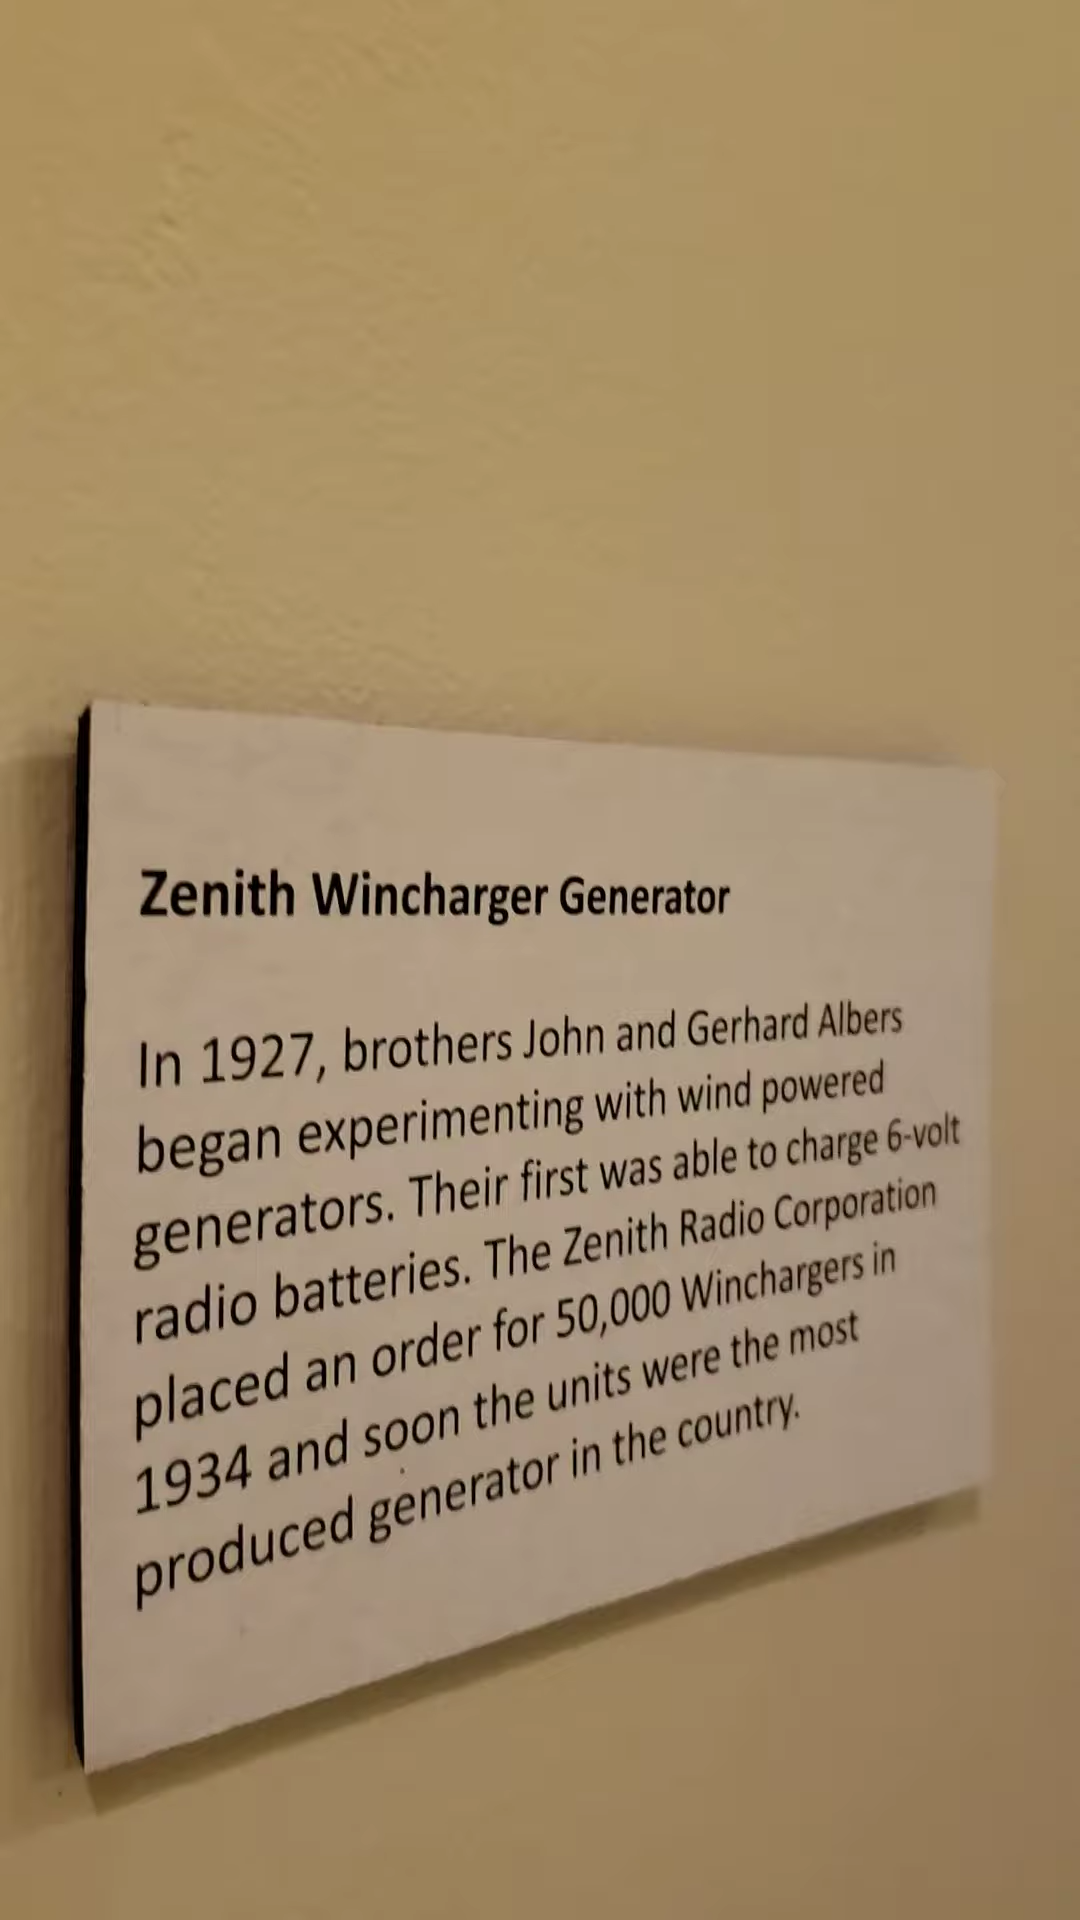 Zenith Wincharger Generator
In 1927, brothers John and Gerhard Albers
began experimenting with wind powered
generators. Their first was able to charge 6-volt
radio batteries. The Zenith Radio Corporation
placed an order for 50,000 Winchargers in
1934 and soon the units were the most
produced generator in the country.